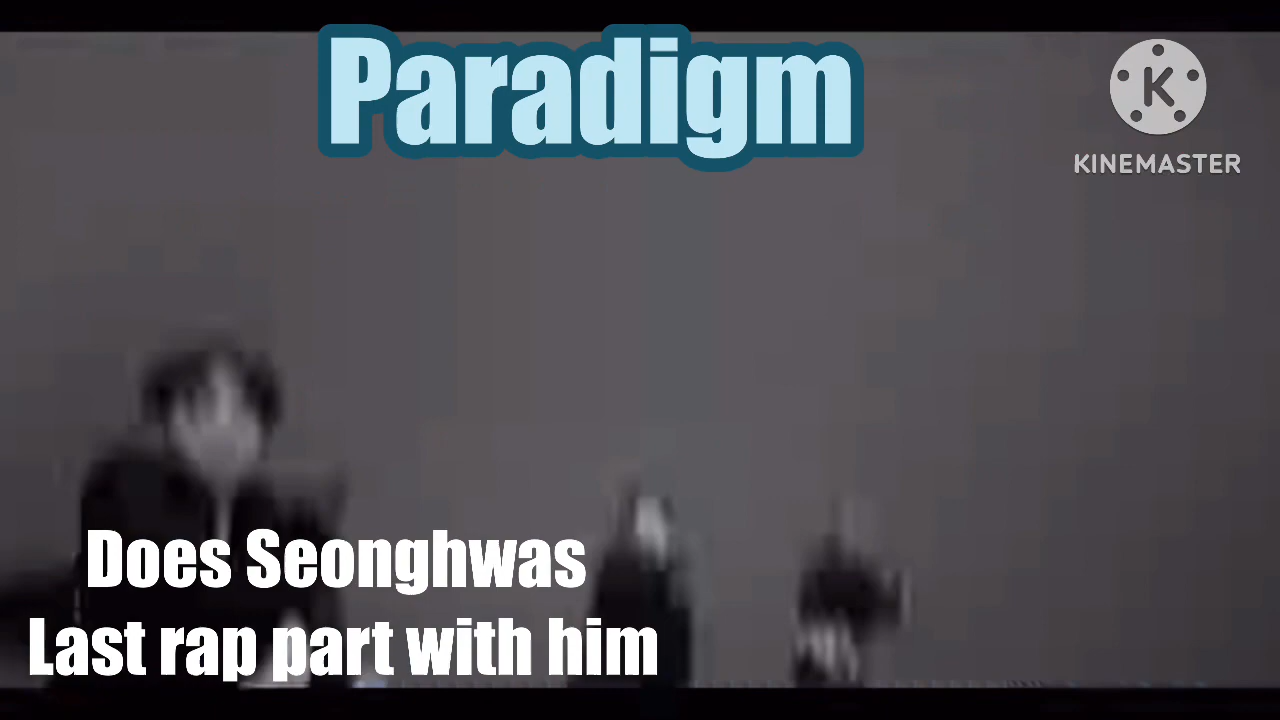 Paradigm
K
KINEMASTER
Does Seonghwas
Last rap part with him